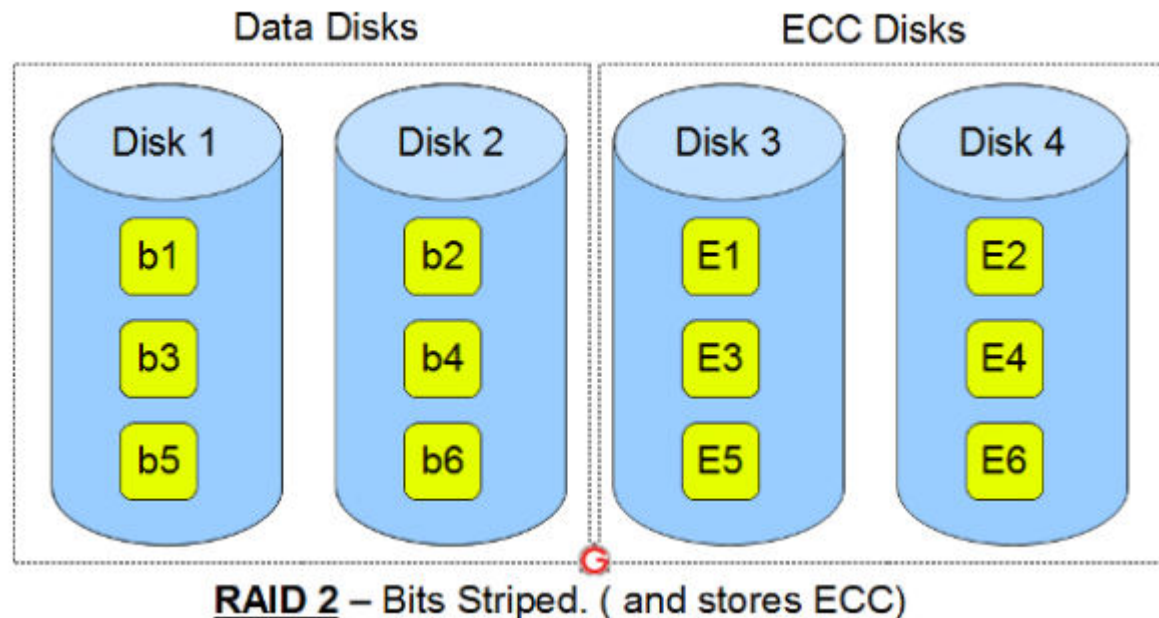 Data Disks ECC Disks
Disk 1 Disk 2 Disk 3 Disk 4
b1 b2 E1 E2
b3 b4 E3 E4
b5 b6 E5 E6
G
RAID 2 – Bits Striped. ( and stores ECC)